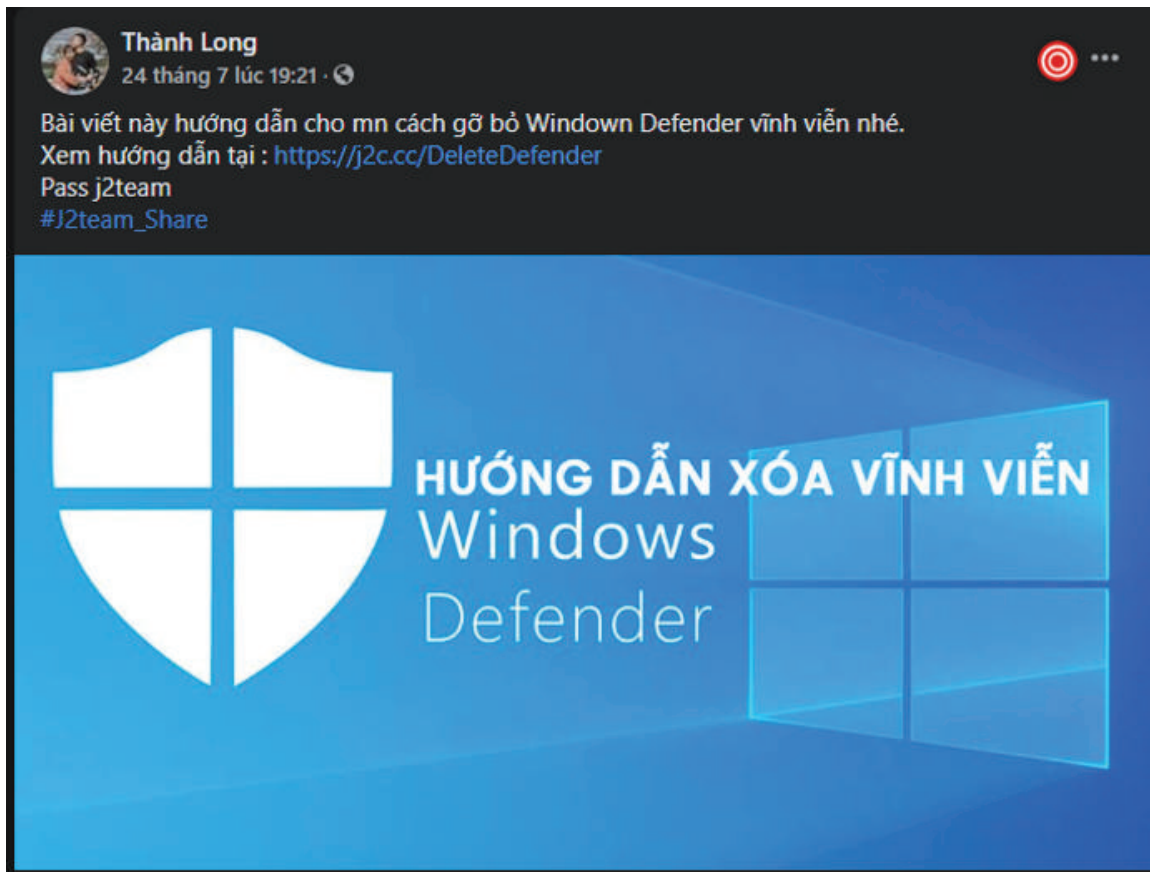 Thành Long
24 tháng 7 lúc 19:21 ·
Bài viết này hướng dẫn cho mn cách gỡ bỏ Windown Defender vĩnh viễn nhé.
Xem hướng dẫn tại : https://j2c.cc/DeleteDefender
Pass j2team
#J2team_Share
HƯỚNG DẪN XÓA VĨNH VIỄN
Windows
Defender